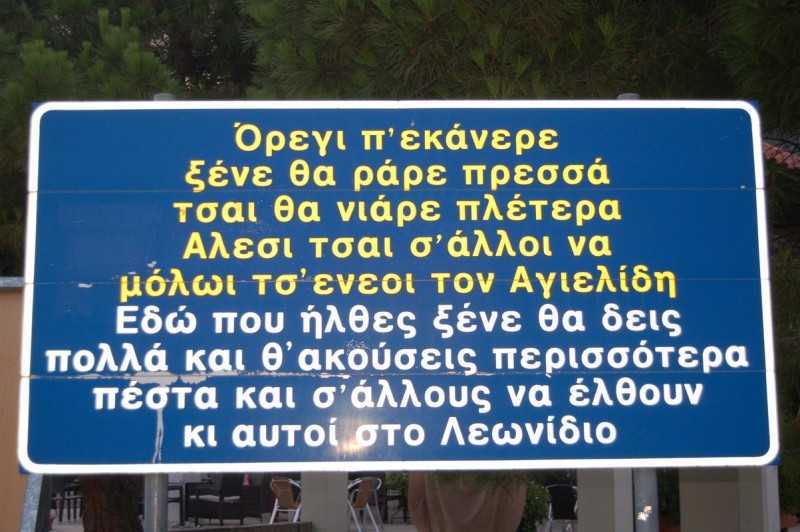 Όρεγι π'εκάνερε
ξένε θα ράρε πρεσσά
τσαι θα νιάρε πλέτερα
Αλεσι τσαι σ'άλλοι να
μόλωι τσ'ενεοι τον Αγιελίδη
Εδώ που ήλθες ξένε θα δεις
πολλά και θ'ακούσεις περισσότερα
πέστα και σ'άλλους να έλθουν
κι αυτοί στο Λεωνίδιο